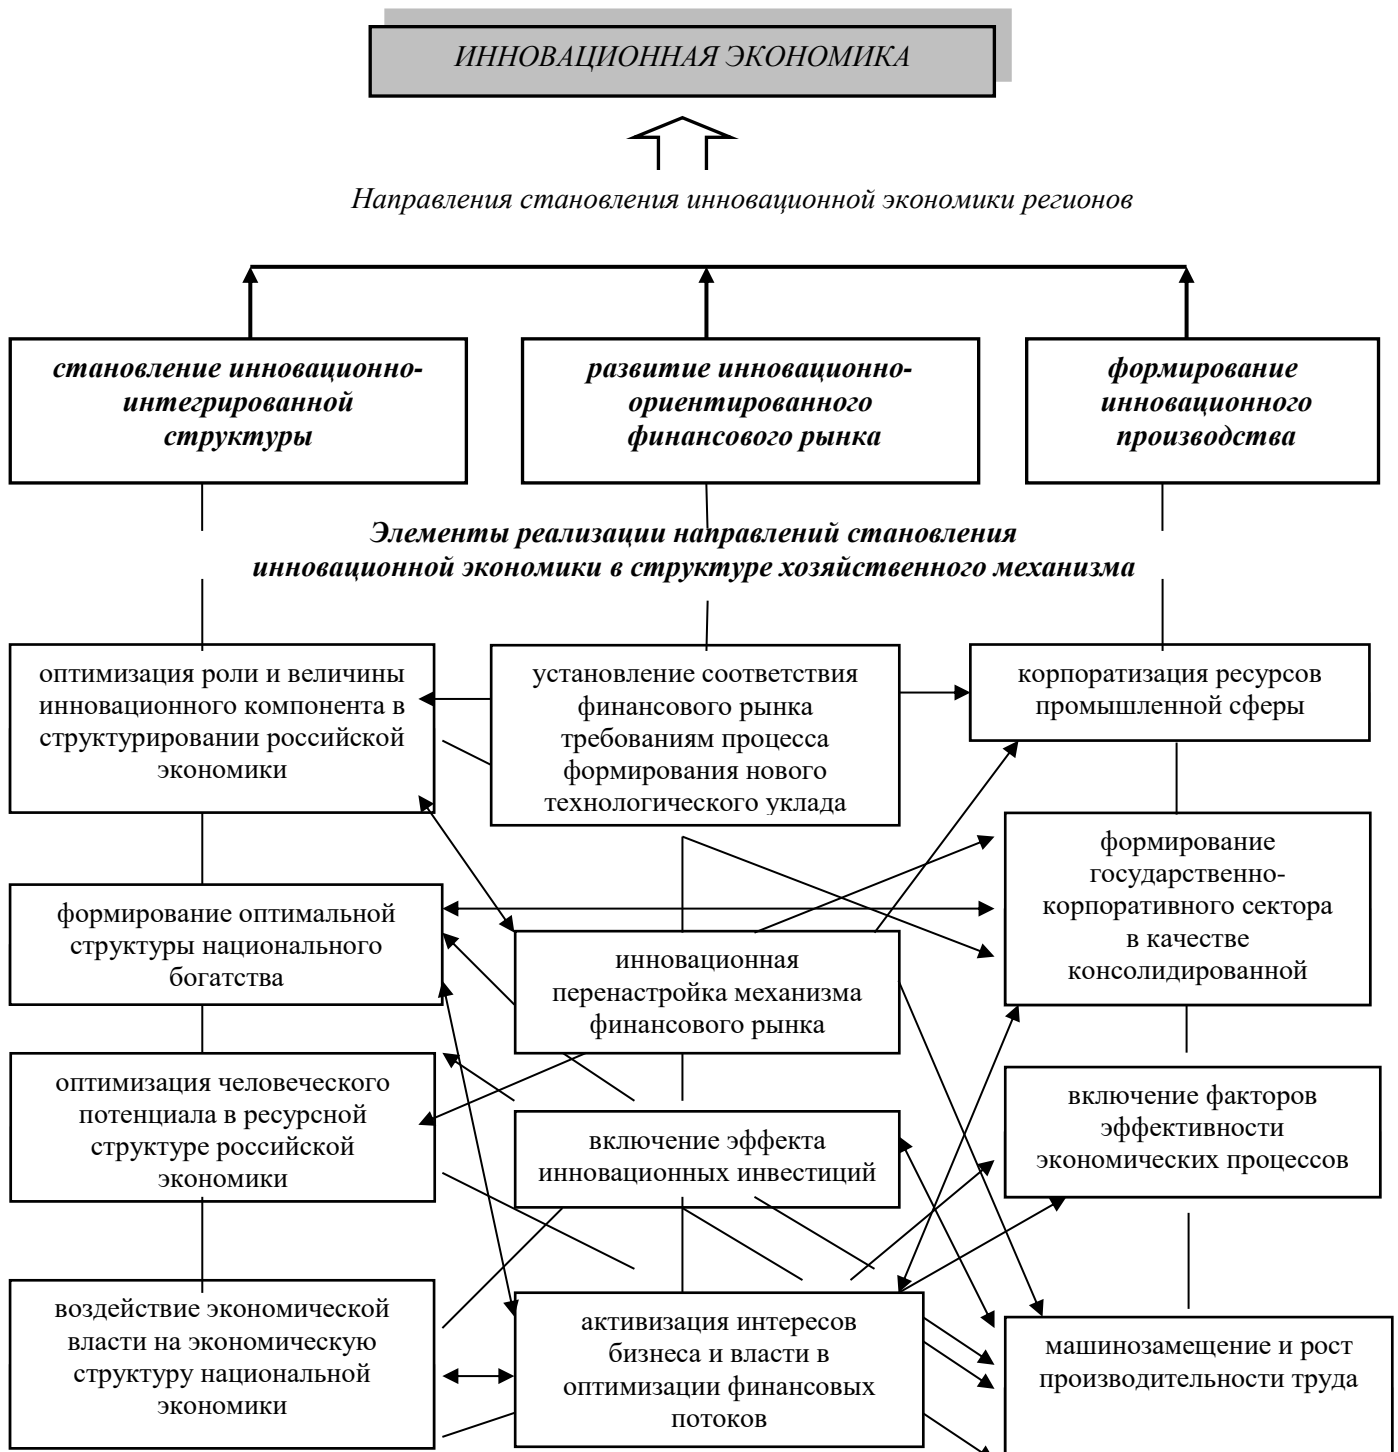 ИННОВАЦИОННАЯ ЭКОНОМИКА
Направления становления инновационной экономики регионов
становление инновационно-
интегрированной
структуры
развитие инновационно-
ориентированного
финансового рынка
формирование
инновационного
производства
Элементы реализации направлений становления
инновационной экономики в структуре хозяйственного механизма
оптимизация роли и величины
инновационного компонента в
структурировании российской
экономики
установление соответствия
финансового рынка
требованиям процесса
формирования нового
технологического уклада
корпоратизация ресурсов
промышленной сферы
формирование
государственно-
корпоративного сектора
в качестве
консолидированной
формирование оптимальной
структуры национального
богатства
инновационная
перенастройка механизма
финансового рынка
оптимизация человеческого
потенциала в ресурсной
структуре российской
экономики
включение эффекта
инновационных инвестиций
включение факторов
эффективности
экономических процессов
воздействие экономической
власти на экономическую
структуру национальной
экономики
активизация интересов
бизнеса и власти в
оптимизации финансовых
потоков
машинозамещение и рост
производительности труда